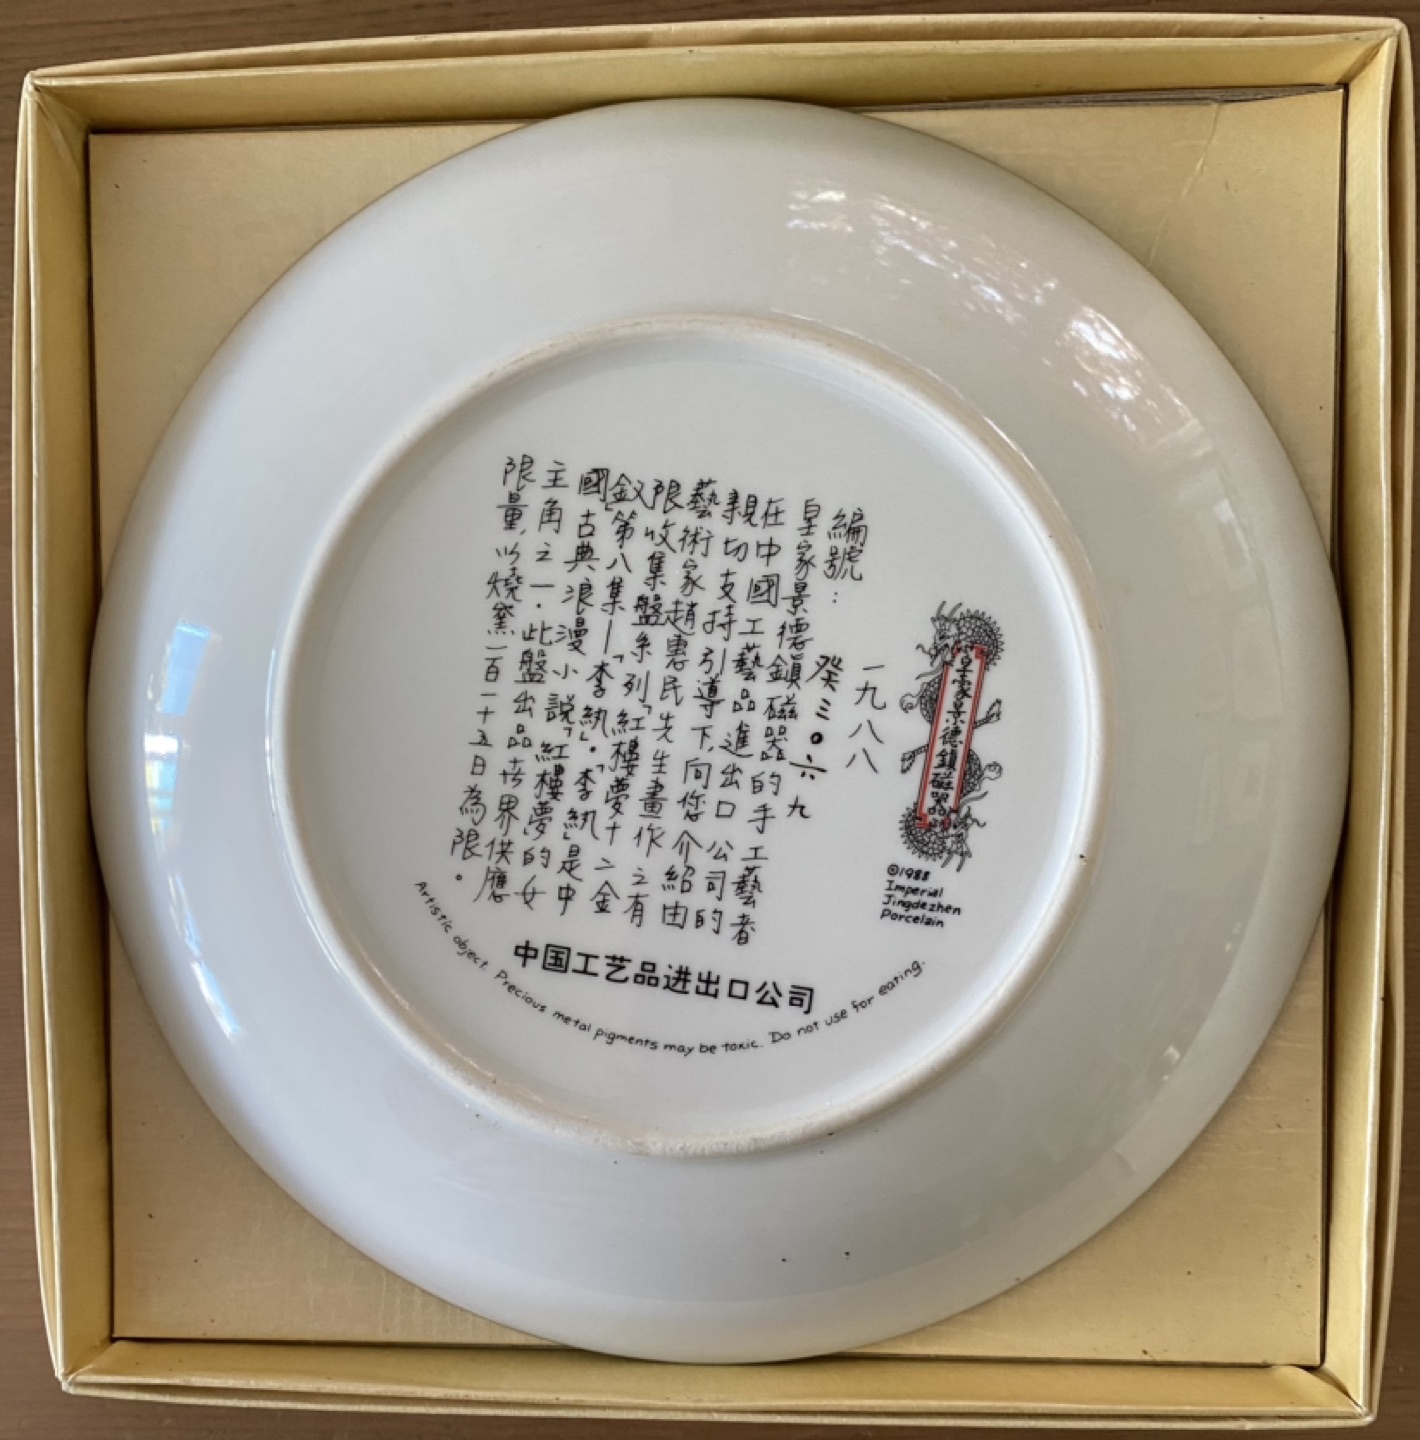 皇家景德鎮磁器
©1988
Imperial
Jingdezhen
Porcelain
一九八八
編號：癸三〇六九
皇家景德鎮磁器的手工藝者
在中國工藝品進出口公司的
親切支持引導下，向您介紹由
藝術家趙惠民先生畫作之有
限收集盤系列「紅樓夢十二金
釵」第八集—「李紈」。「李紈」是中
國古典浪漫小說「紅樓夢」的女
主角之一．此盤出品世界供應
限量，以燒窯一百一十五日為限。
中国工艺品进出口公司
Artistic object. Precious metal pigments may be toxic. Do not use for eating.